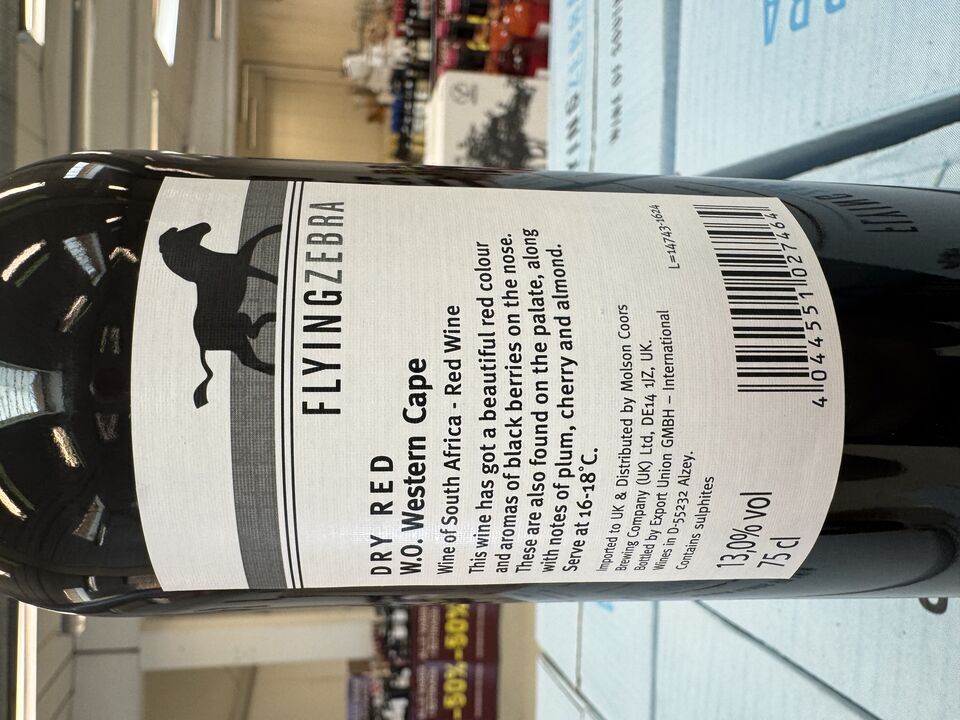 FLYINGZEBRA
DRY RED
W.O. Western Cape
Wine of South Africa - Red Wine
This wine has got a beautiful red colour
and aromas of black berries on the nose.
These are also found on the palate, along
with notes of plum, cherry and almond.
Serve at 16-18°C.
Imported to UK & Distributed by Molson Coors
Brewing Company (UK) Ltd, DE14 1JZ, UK.
Bottled by Export Union GMBH – International
Wines in D-55232 Alzey.
Contains sulphites
L=14743-1624
13,0% vol
75 cl
4 044551 027464
-50%
-50%